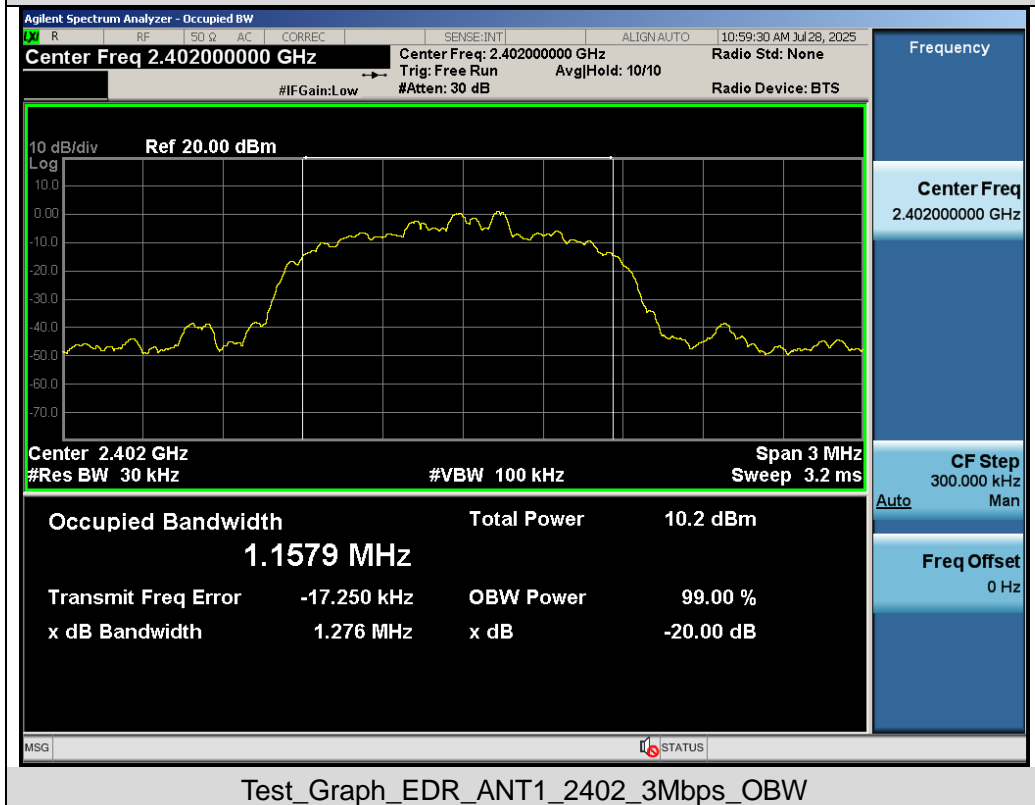 Agilent Spectrum Analyzer - Occupied BW
LXI R RF 50 Ω AC CORREC SENSE:INT ALIGN AUTO 10:59:30 AM Jul 28, 2025
Center Freq 2.402000000 GHz Center Freq: 2.402000000 GHz Radio Std: None
Trig: Free Run Avg|Hold: 10/10
#IFGain:Low #Atten: 30 dB Radio Device: BTS
10 dB/div Ref 20.00 dBm
Log
10.0
0.00
-10.0
-20.0
-30.0
-40.0
-50.0
-60.0
-70.0
Center 2.402 GHz Span 3 MHz
#Res BW 30 kHz #VBW 100 kHz Sweep 3.2 ms
Occupied Bandwidth Total Power 10.2 dBm
1.1579 MHz
Transmit Freq Error -17.250 kHz OBW Power 99.00 %
x dB Bandwidth 1.276 MHz x dB -20.00 dB
Frequency
Center Freq
2.402000000 GHz
CF Step
300.000 kHz
Auto Man
Freq Offset
0 Hz
MSG STATUS
Test_Graph_EDR_ANT1_2402_3Mbps_OBW